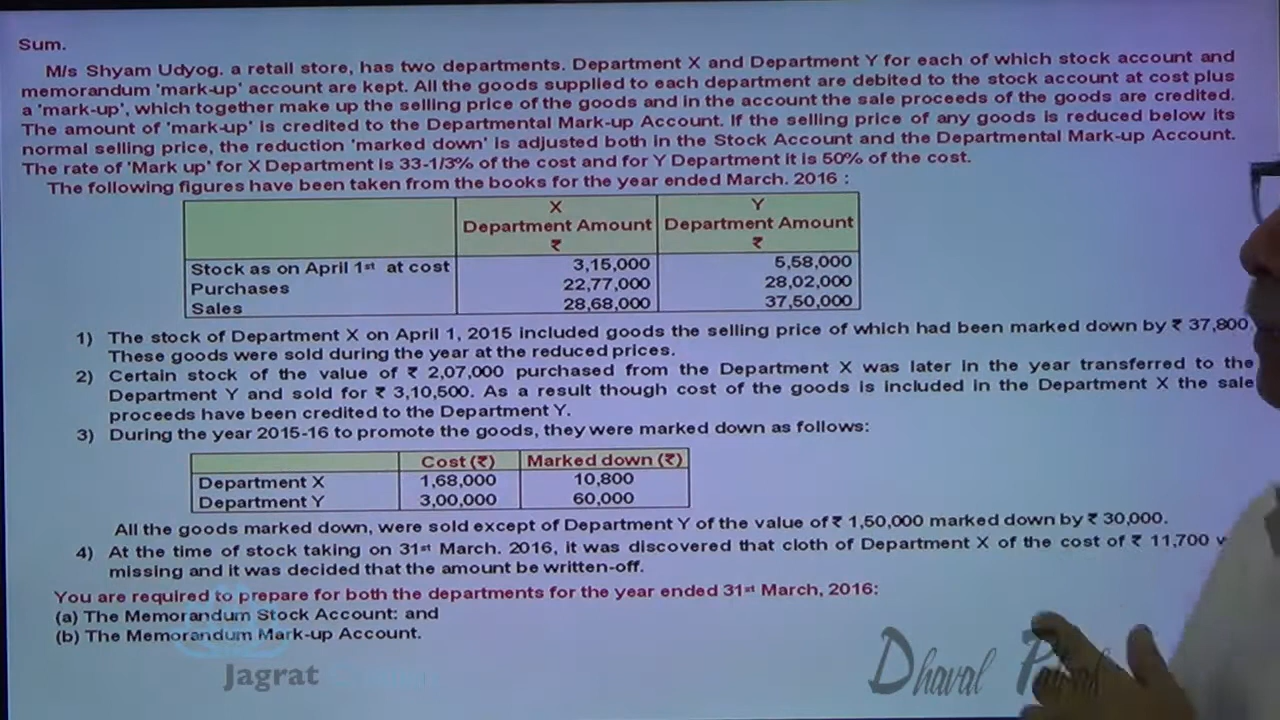 Sum.
M/s Shyam Udyog. a retail store, has two departments. Department X and Department Y for each of which stock account and
memorandum 'mark-up' account are kept. All the goods supplied to each department are debited to the stock account at cost plus
a 'mark-up', which together make up the selling price of the goods and in the account the sale proceeds of the goods are credited.
The amount of 'mark-up' is credited to the Departmental Mark-up Account. If the selling price of any goods is reduced below its
normal selling price, the reduction 'marked down' is adjusted both in the Stock Account and the Departmental Mark-up Account.
The rate of 'Mark up' for X Department is 33-1/3% of the cost and for Y Department it is 50% of the cost.
The following figures have been taken from the books for the year ended March. 2016 :
X Y
Department Amount Department Amount
₹ ₹
Stock as on April 1st at cost 3,15,000 5,58,000
Purchases 22,77,000 28,02,000
Sales 28,68,000 37,50,000
1) The stock of Department X on April 1, 2015 included goods the selling price of which had been marked down by ₹ 37,800
These goods were sold during the year at the reduced prices.
2) Certain stock of the value of ₹ 2,07,000 purchased from the Department X was later in the year transferred to the
Department Y and sold for ₹ 3,10,500. As a result though cost of the goods is included in the Department X the sale
proceeds have been credited to the Department Y.
3) During the year 2015-16 to promote the goods, they were marked down as follows:
Cost (₹) Marked down (₹)
Department X 1,68,000 10,800
Department Y 3,00,000 60,000
All the goods marked down, were sold except of Department Y of the value of ₹ 1,50,000 marked down by ₹ 30,000.
4) At the time of stock taking on 31st March. 2016, it was discovered that cloth of Department X of the cost of ₹ 11,700
missing and it was decided that the amount be written-off.
You are required to prepare for both the departments for the year ended 31st March, 2016:
(a) The Memorandum Stock Account: and
(b) The Memorandum Mark-up Account.
Jagrat
Dhaval